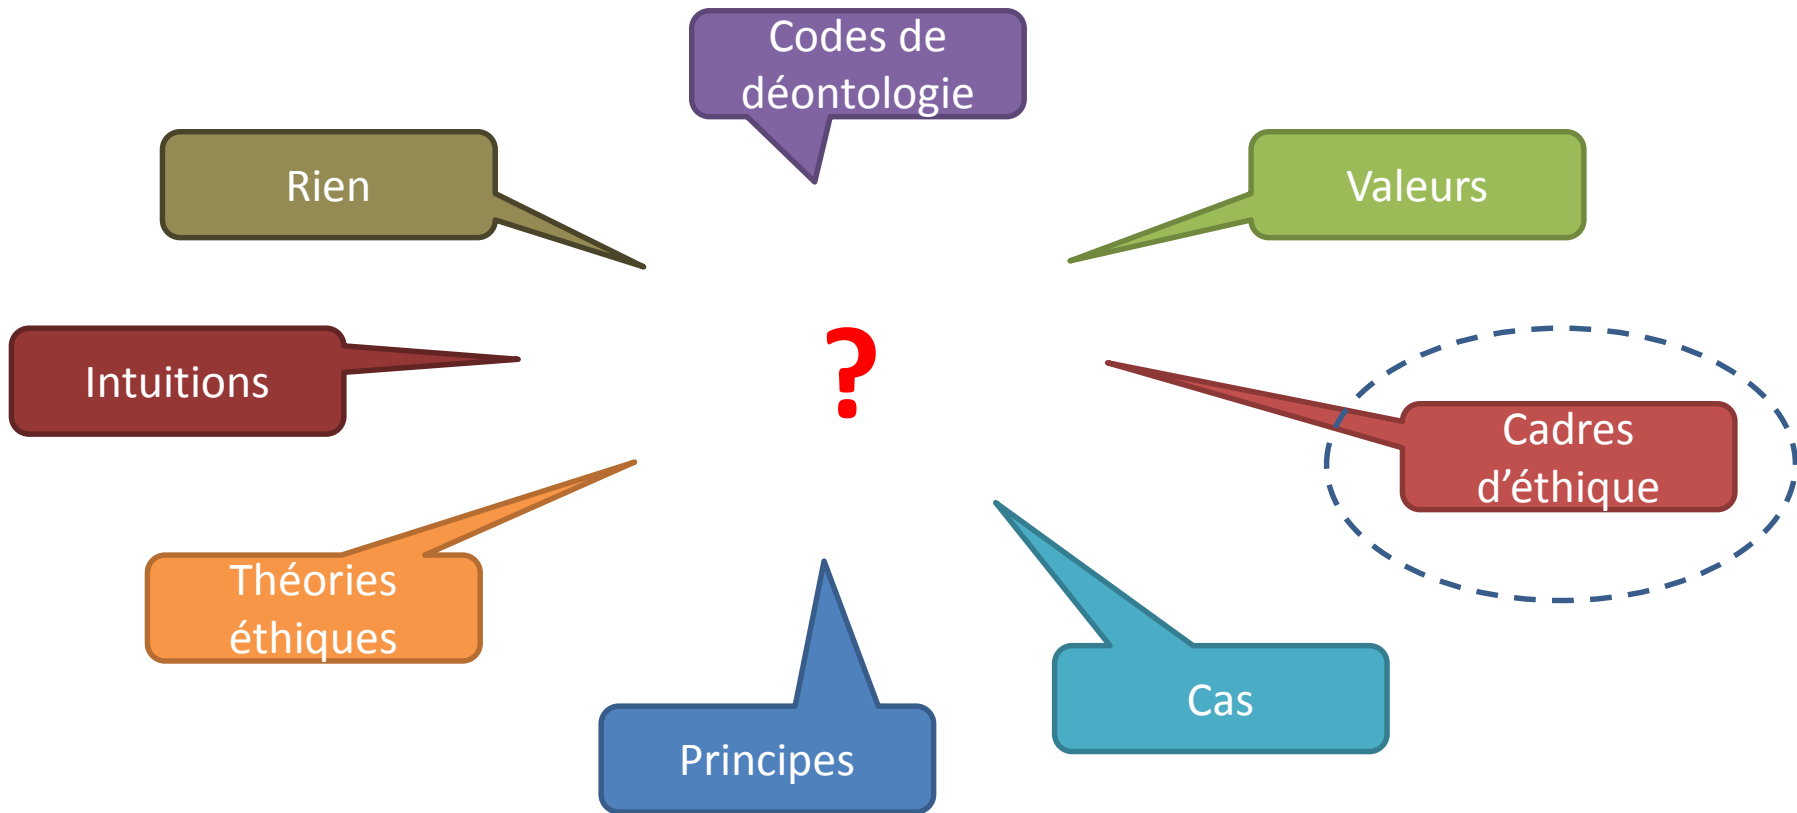 Codes de
déontologie
Rien
Valeurs
Intuitions
?
Cadres
d’éthique
Théories
éthiques
Cas
Principes